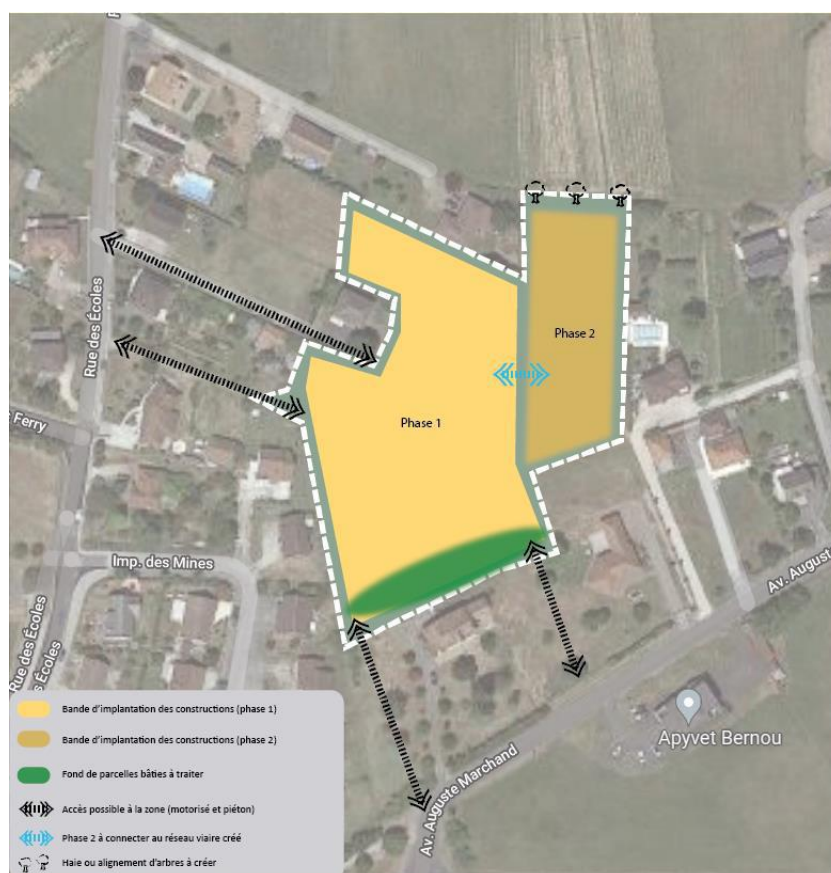 Rue des Écoles
Phase 2
Phase 1
Ferry
Imp. des Mines
Av. Auguste
Rue des Écoles
Apyvet Bernou
Av. Auguste Marchand
Bande d'implantation des constructions (phase 1)
Bande d'implantation des constructions (phase 2)
Fond de parcelles bâties à traiter
Accès possible à la zone (motorisé et piéton)
Phase 2 à connecter au réseau viaire créé
Haie ou alignement d'arbres à créer